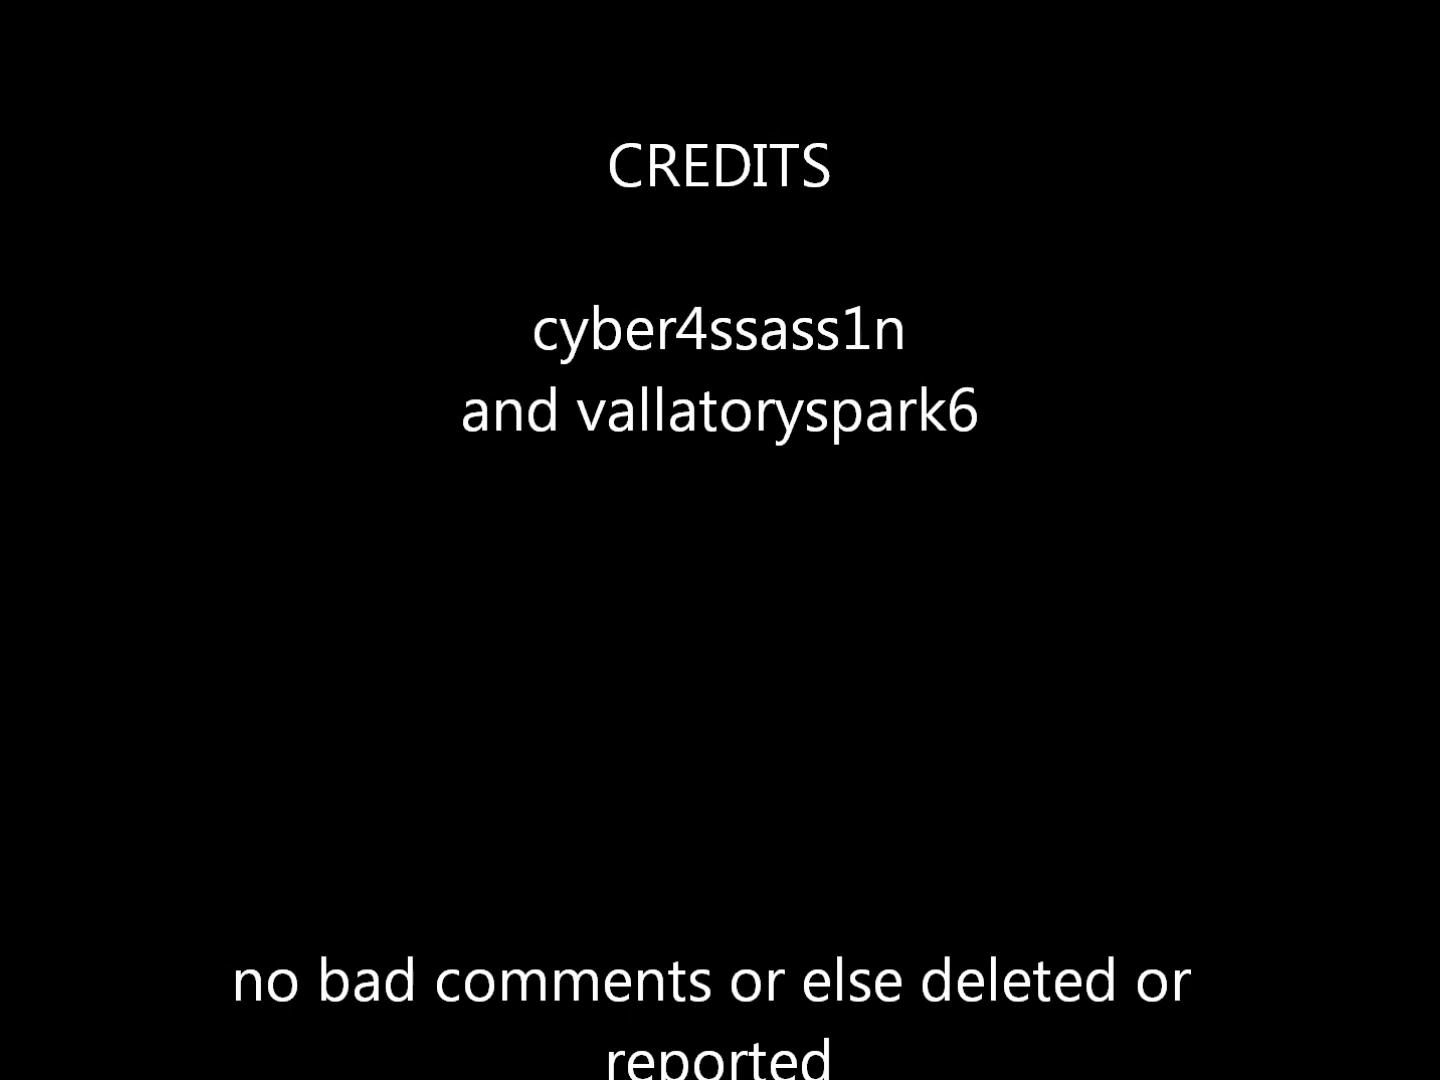 CREDITS
cyber4ssass1n
and vallatoryspark6
no bad comments or else deleted or
reported